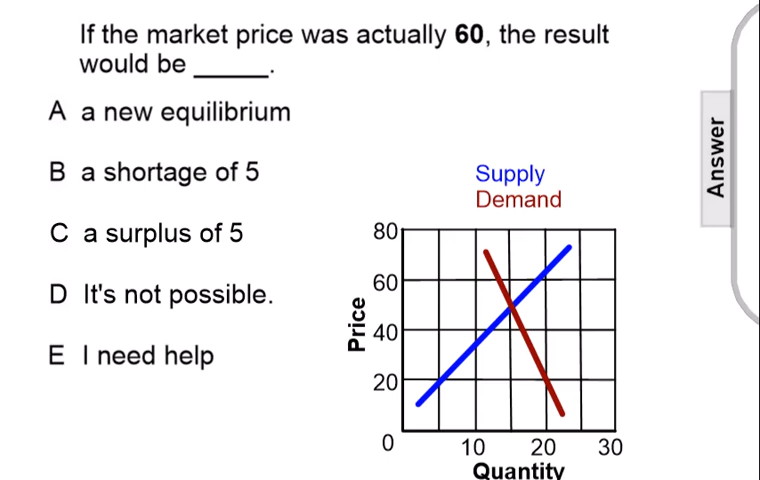 If the market price was actually 60, the result
would be _____.
A a new equilibrium
B a shortage of 5
C a surplus of 5
D It's not possible.
E I need help
Answer
Supply
Demand
80
60
40
20
0
Price
10 20 30
Quantity